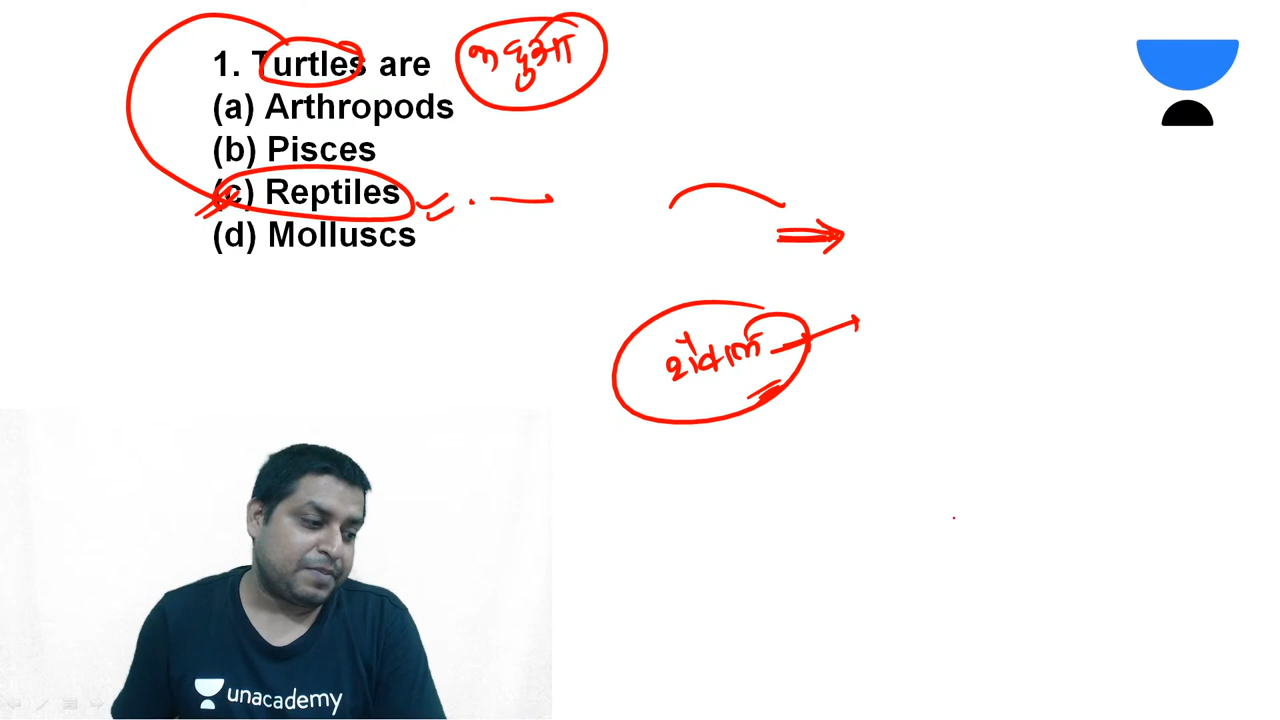 1. Turtles are
कछुआ
(a) Arthropods
(b) Pisces
(c) Reptiles
(d) Molluscs
शैवाल
unacademy